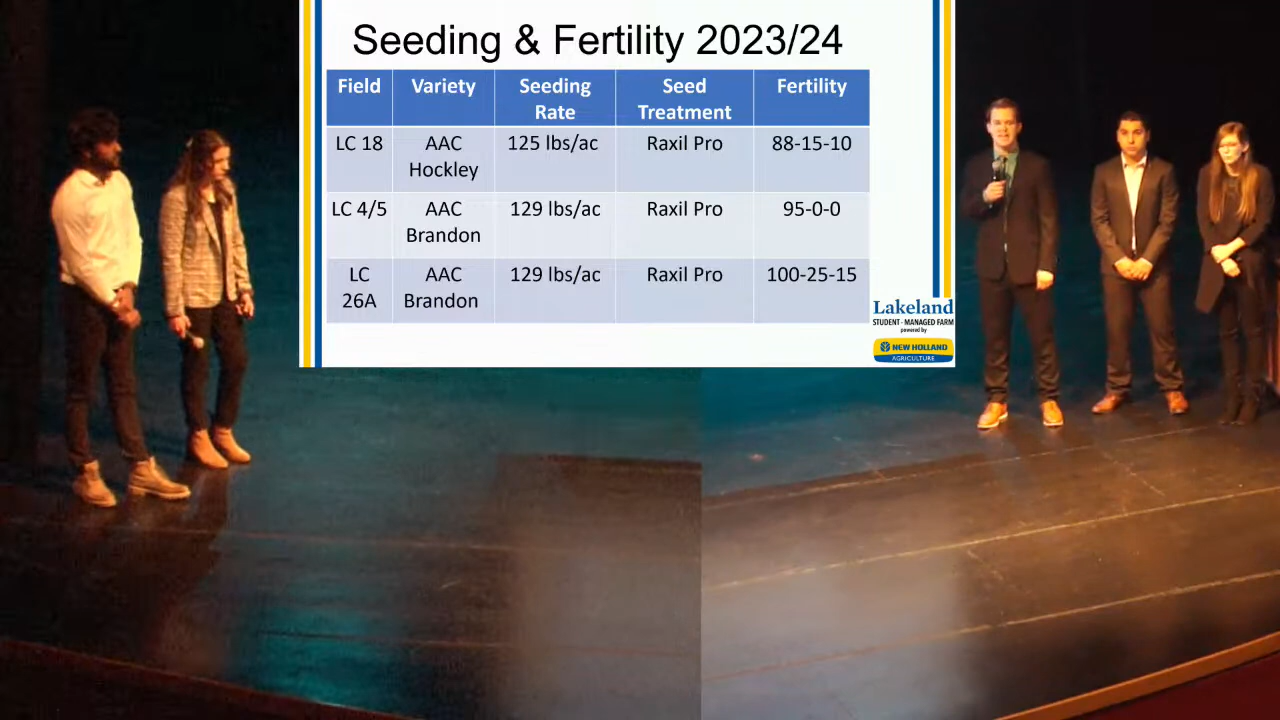 Seeding & Fertility 2023/24
Field Variety Seeding Rate Seed Treatment Fertility
LC 18 AAC Hockley 125 lbs/ac Raxil Pro 88-15-10
LC 4/5 AAC Brandon 129 lbs/ac Raxil Pro 95-0-0
LC 26A AAC Brandon 129 lbs/ac Raxil Pro 100-25-15
Lakeland
STUDENT-MANAGED FARM
powered by
NEW HOLLAND
AGRICULTURE